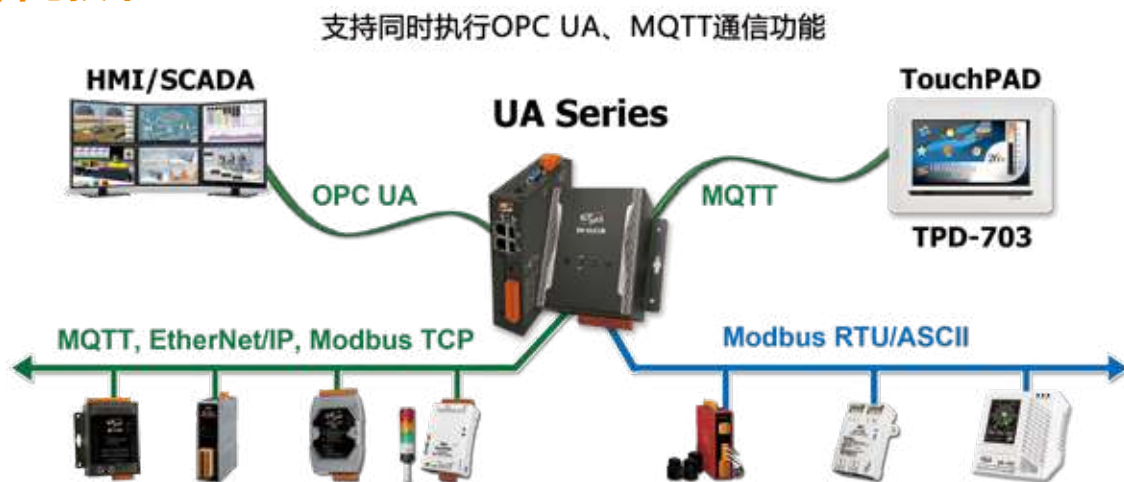 支持同时执行OPC UA、MQTT通信功能
HMI/SCADA
TouchPAD
UA Series
OPC UA
MQTT
TPD-703
MQTT, EtherNet/IP, Modbus TCP
Modbus RTU/ASCII